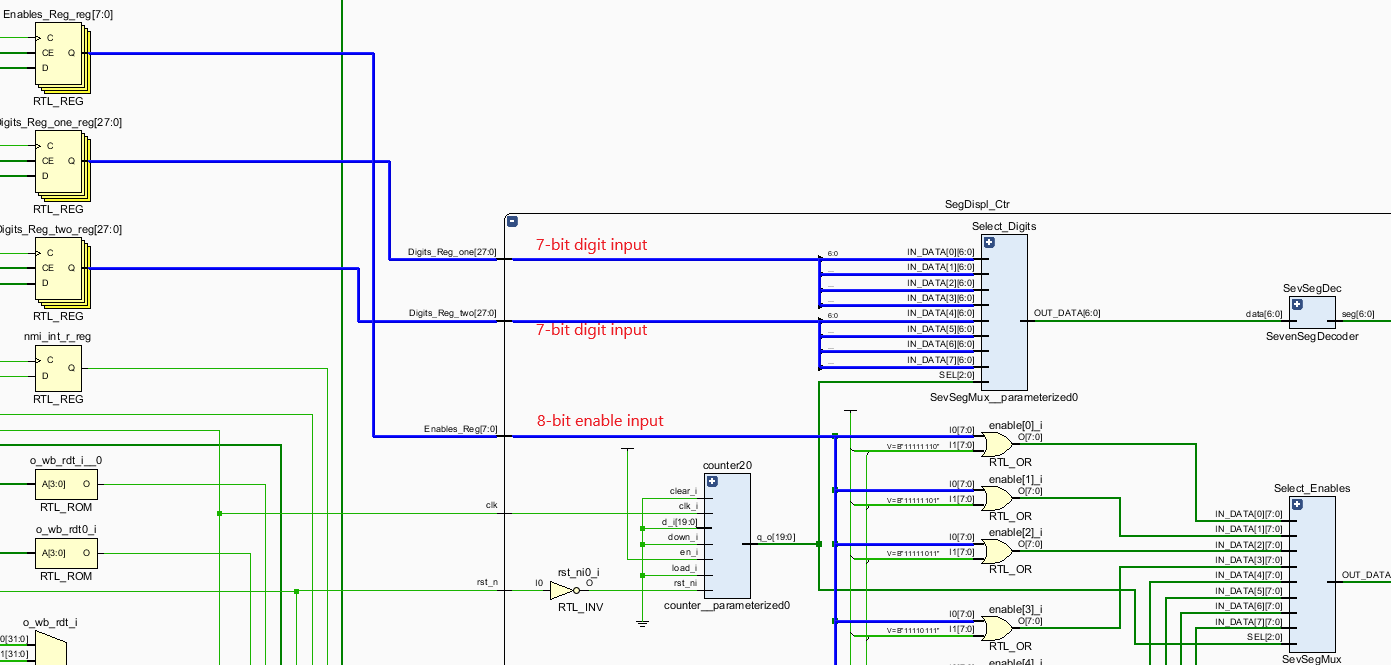 Enables_Reg_reg[7:0]
C
CE Q
D
RTL_REG
Digits_Reg_one_reg[27:0]
C
CE Q
D
RTL_REG
Digits_Reg_two_reg[27:0]
C
CE Q
D
RTL_REG
nmi_int_r_reg
C
Q
D
RTL_REG
o_wb_rdt_i__0
A[3:0] O
RTL_ROM
o_wb_rdt0_i
A[3:0] O
RTL_ROM
o_wb_rdt_i
0[31:0]
1[31:0]
SegDispl_Ctr
Digits_Reg_one[27:0]
7-bit digit input
Digits_Reg_two[27:0]
7-bit digit input
Enables_Reg[7:0]
8-bit enable input
clk
rst_n
I0
rst_ni0_i
O
RTL_INV
counter20
clear_i
clk_i
d_i[19:0]
down_i
en_i
load_i
rst_ni
q_o[19:0]
counter__parameterized0
Select_Digits
6:0
...
...
...
6:0
...
...
...
IN_DATA[0][6:0]
IN_DATA[1][6:0]
IN_DATA[2][6:0]
IN_DATA[3][6:0]
IN_DATA[4][6:0]
IN_DATA[5][6:0]
IN_DATA[6][6:0]
IN_DATA[7][6:0]
SEL[2:0]
OUT_DATA[6:0]
SevSegMux__parameterized0
SevSegDec
data[6:0]
seg[6:0]
SevenSegDecoder
enable[0]_i
I0[7:0]
V=B"11111110" I1[7:0]
O[7:0]
RTL_OR
enable[1]_i
I0[7:0]
V=B"11111101" I1[7:0]
O[7:0]
RTL_OR
enable[2]_i
I0[7:0]
V=B"11111011" I1[7:0]
O[7:0]
RTL_OR
enable[3]_i
I0[7:0]
V=B"11110111" I1[7:0]
O[7:0]
RTL_OR
enable[4]_i
Select_Enables
IN_DATA[0][7:0]
IN_DATA[1][7:0]
IN_DATA[2][7:0]
IN_DATA[3][7:0]
IN_DATA[4][7:0]
IN_DATA[5][7:0]
IN_DATA[6][7:0]
IN_DATA[7][7:0]
SEL[2:0]
OUT_DATA
SevSegMux